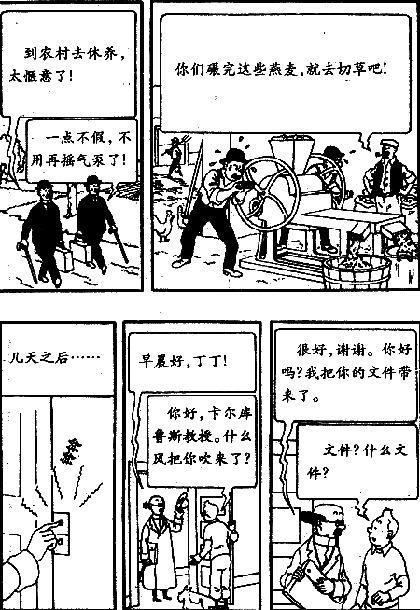 到农村去休养,
太惬意了!
一点不假,不
用再摇气泵了!
你们碾完这些燕麦,就去切草吧!
几天之后……
铃铃
早晨好,丁丁!
你好,卡尔库
鲁斯教授。什么
风把你吹来了?
很好,谢谢。你好
吗?我把你的文件带
来了。
文件?什么文
件?